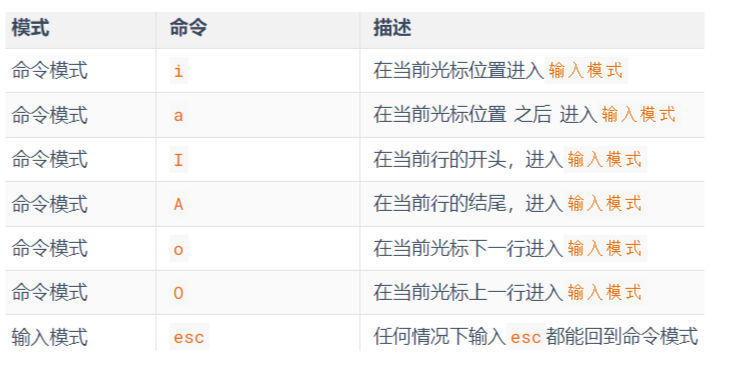 模式 命令 描述
命令模式 i 在当前光标位置进入 输入模式
命令模式 a 在当前光标位置 之后 进入 输入模式
命令模式 I 在当前行的开头，进入 输入模式
命令模式 A 在当前行的结尾，进入 输入模式
命令模式 o 在当前光标下一行进入 输入模式
命令模式 O 在当前光标上一行进入 输入模式
输入模式 esc 任何情况下输入 esc 都能回到命令模式